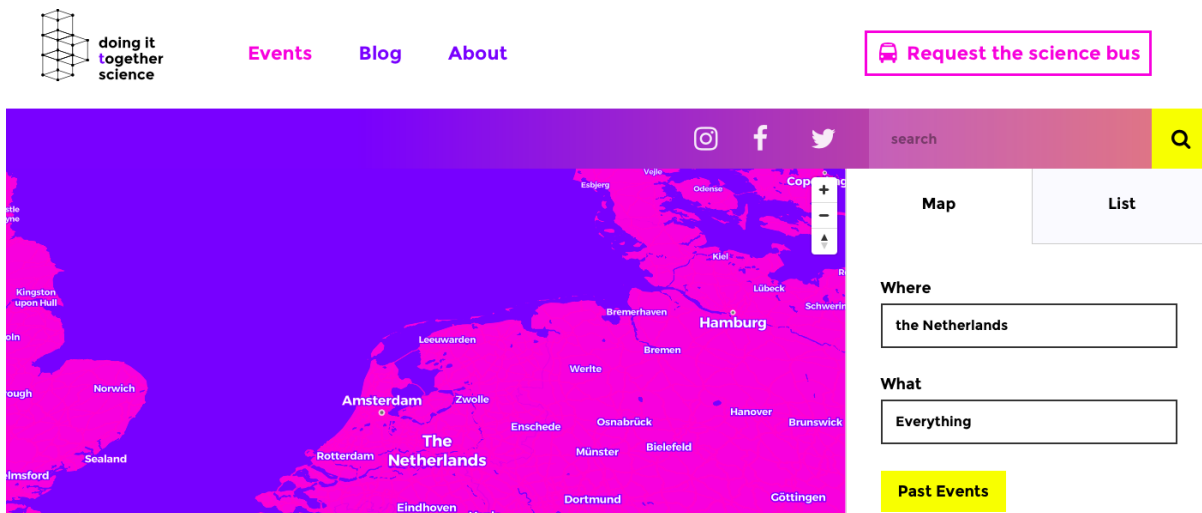 doing it
together
science
Events
Blog
About
Request the science bus
search
Map
List
Where
the Netherlands
What
Everything
Past Events
Esbjerg
Vejle
Odense
Kiel
Lübeck
Kingston
upon Hull
Bremerhaven
Hamburg
Leeuwarden
Bremen
Werlte
Norwich
Amsterdam
Zwolle
Enschede
Osnabrück
Hanover
Brunswick
The
Netherlands
Rotterdam
Münster
Bielefeld
Sealand
Eindhoven
Dortmund
Göttingen